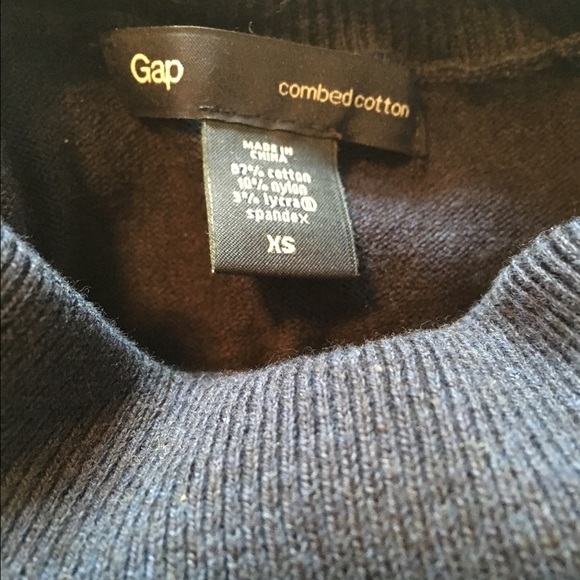 Gap
combed cotton
MADE IN
CHINA
87% cotton
10% nylon
3% lycra®
spandex
XS